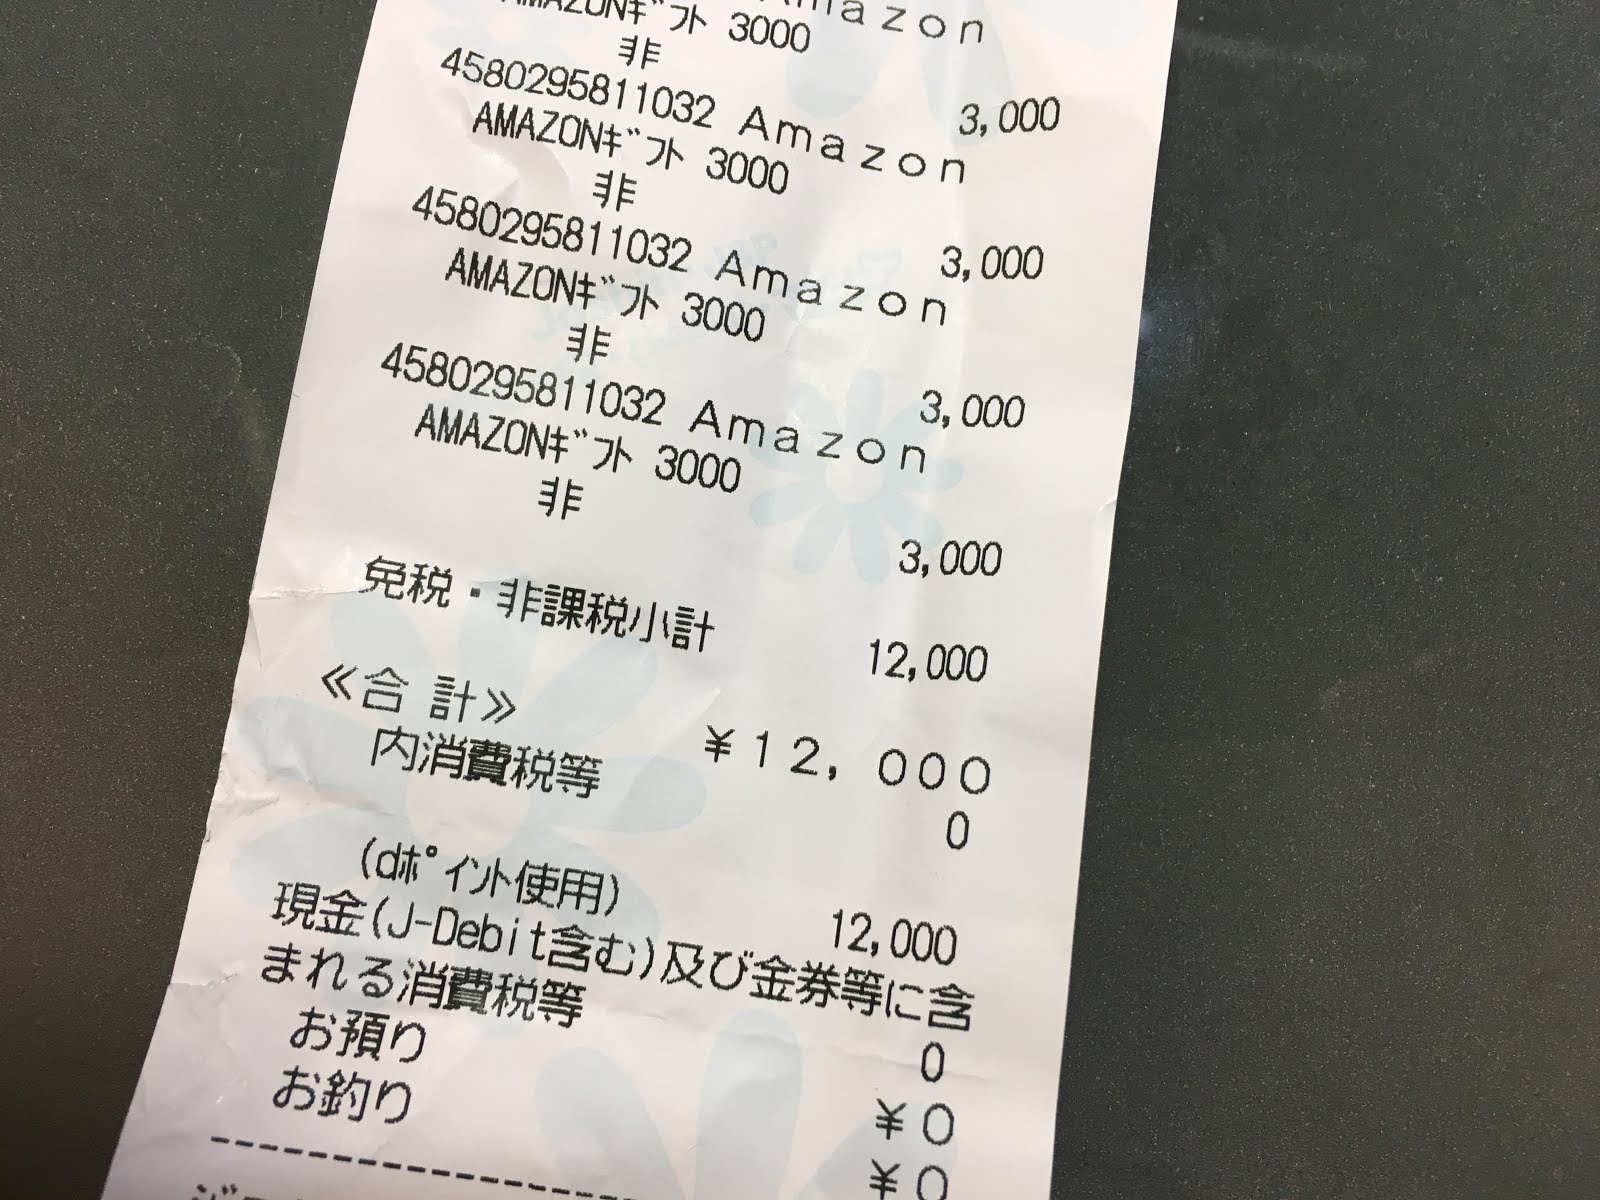 Amazon
AMAZONｷﾞﾌﾄ 3000
非
3,000
4580295811032 Amazon
AMAZONｷﾞﾌﾄ 3000
非
3,000
4580295811032 Amazon
AMAZONｷﾞﾌﾄ 3000
非
3,000
4580295811032 Amazon
AMAZONｷﾞﾌﾄ 3000
非
3,000
免税・非課税小計 12,000
≪合 計≫ ￥12,000
内消費税等 0
(dﾎﾟｲﾝﾄ使用) 12,000
現金(J-Debit含む)及び金券等に含
まれる消費税等 0
お預り ￥0
お釣り ￥0